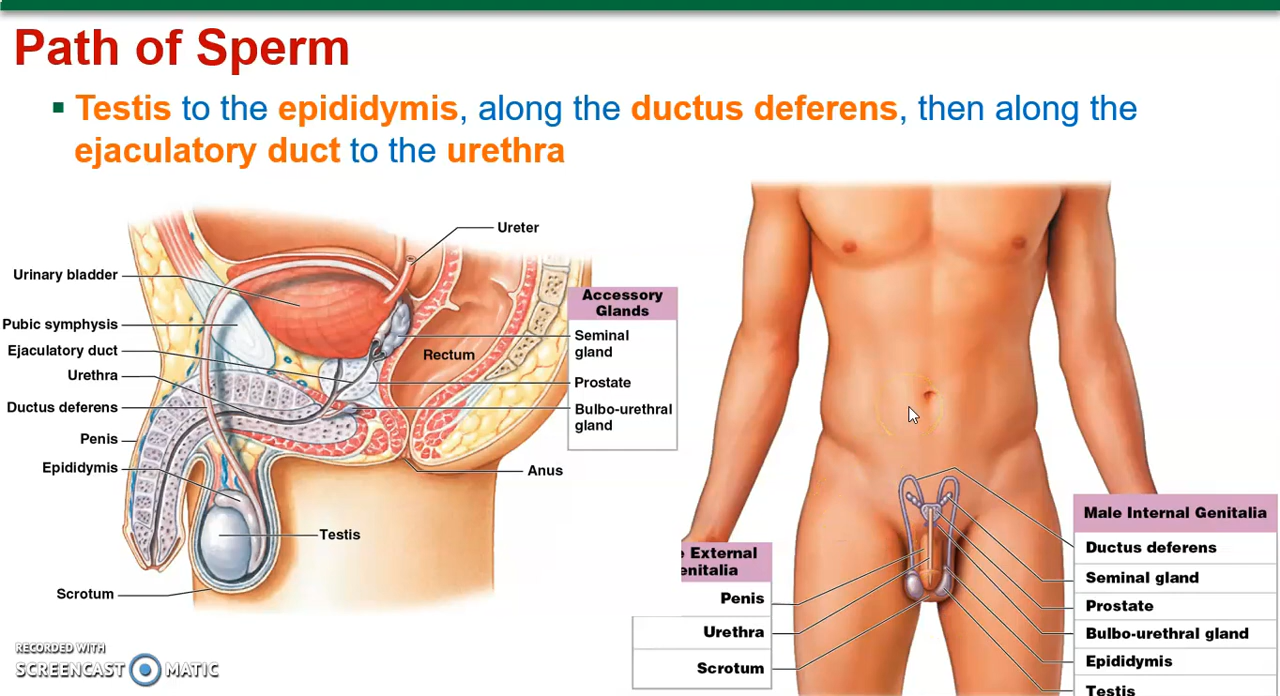 Path of Sperm
▪ Testis to the epididymis, along the ductus deferens, then along the
ejaculatory duct to the urethra
Ureter
Urinary bladder
Pubic symphysis
Ejaculatory duct
Urethra
Ductus deferens
Penis
Epididymis
Scrotum
Rectum
Anus
Testis
Accessory
Glands
Seminal
gland
Prostate
Bulbo-urethral
gland
e External
enitalia
Penis
Urethra
Scrotum
Male Internal Genitalia
Ductus deferens
Seminal gland
Prostate
Bulbo-urethral gland
Epididymis
Testis
RECORDED WITH
SCREENCAST MATIC